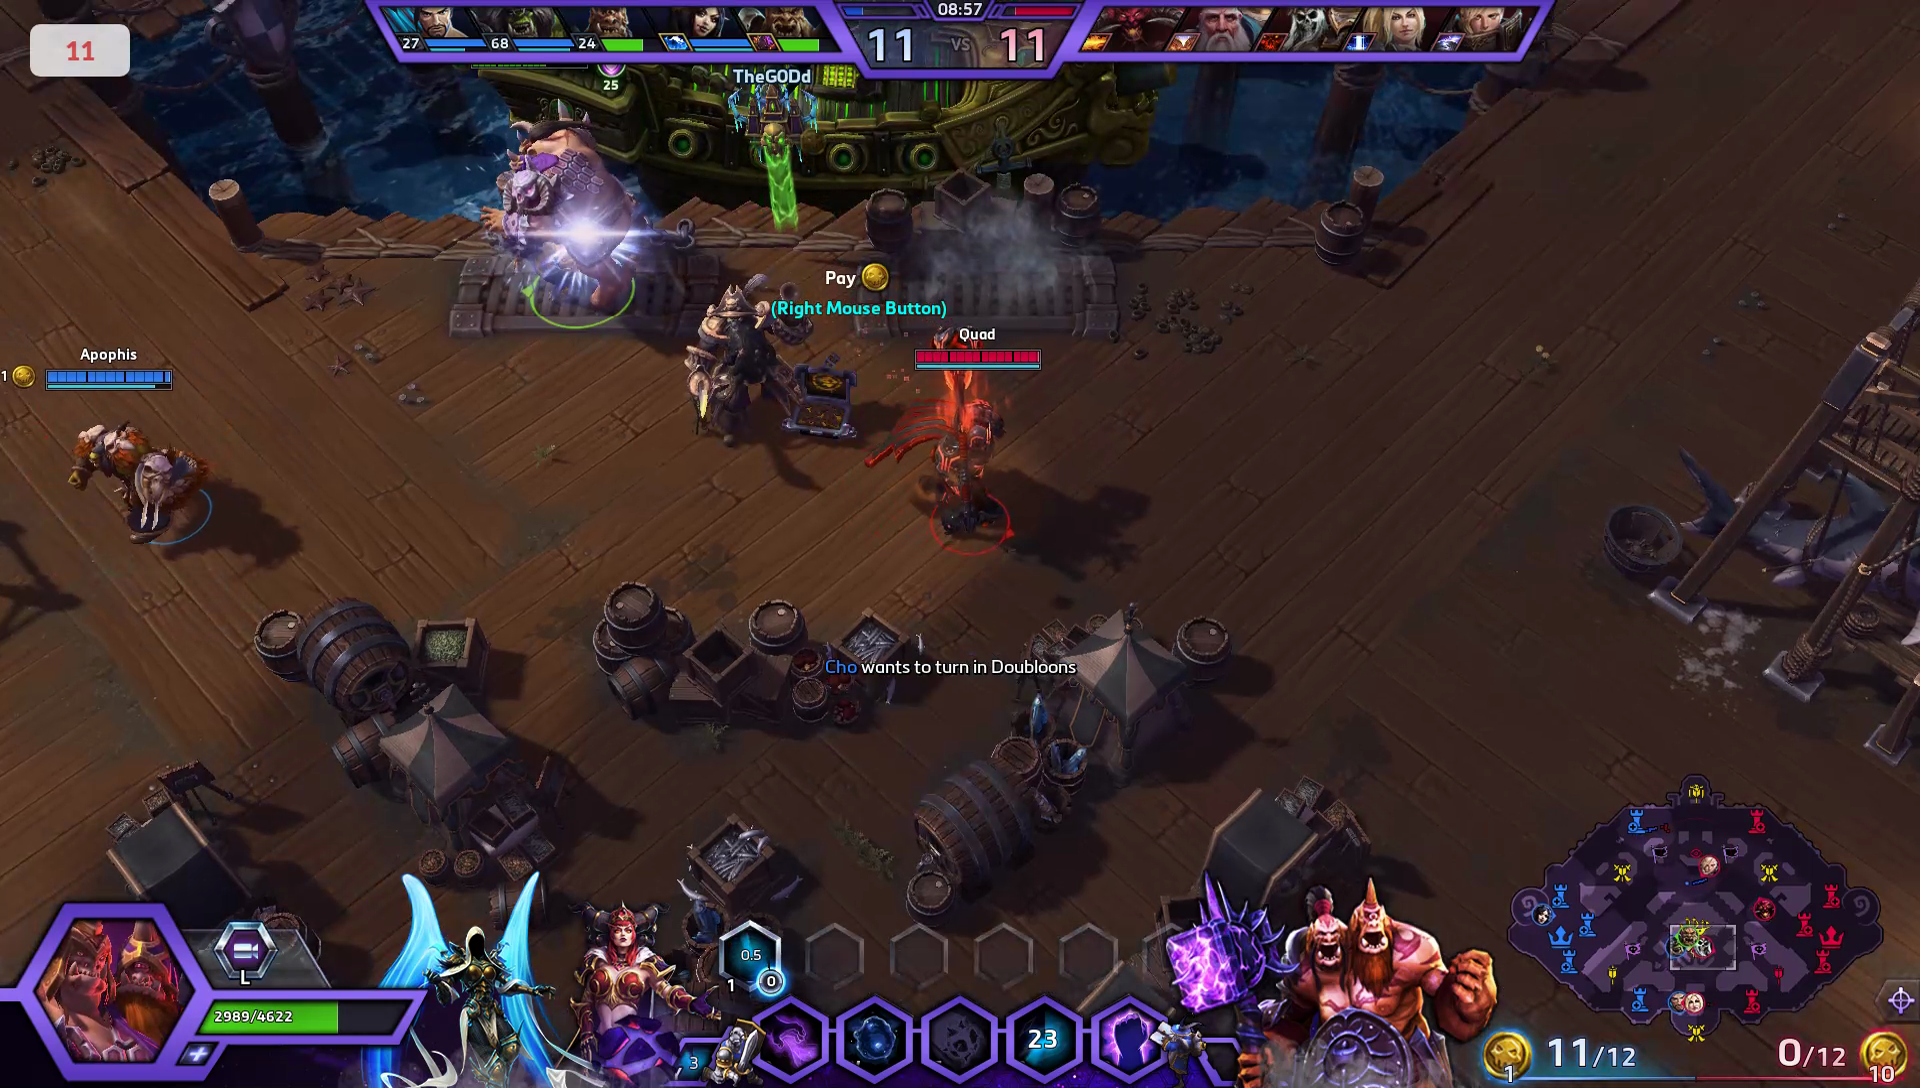 11
08:57
27
68
24
11 VS 11
TheGODd
25
Pay
(Right Mouse Button)
Quad
Apophis
1
Cho wants to turn in Doubloons
L
2989/4622
0.5
1
0
3
23
11/12
1
0/12
10